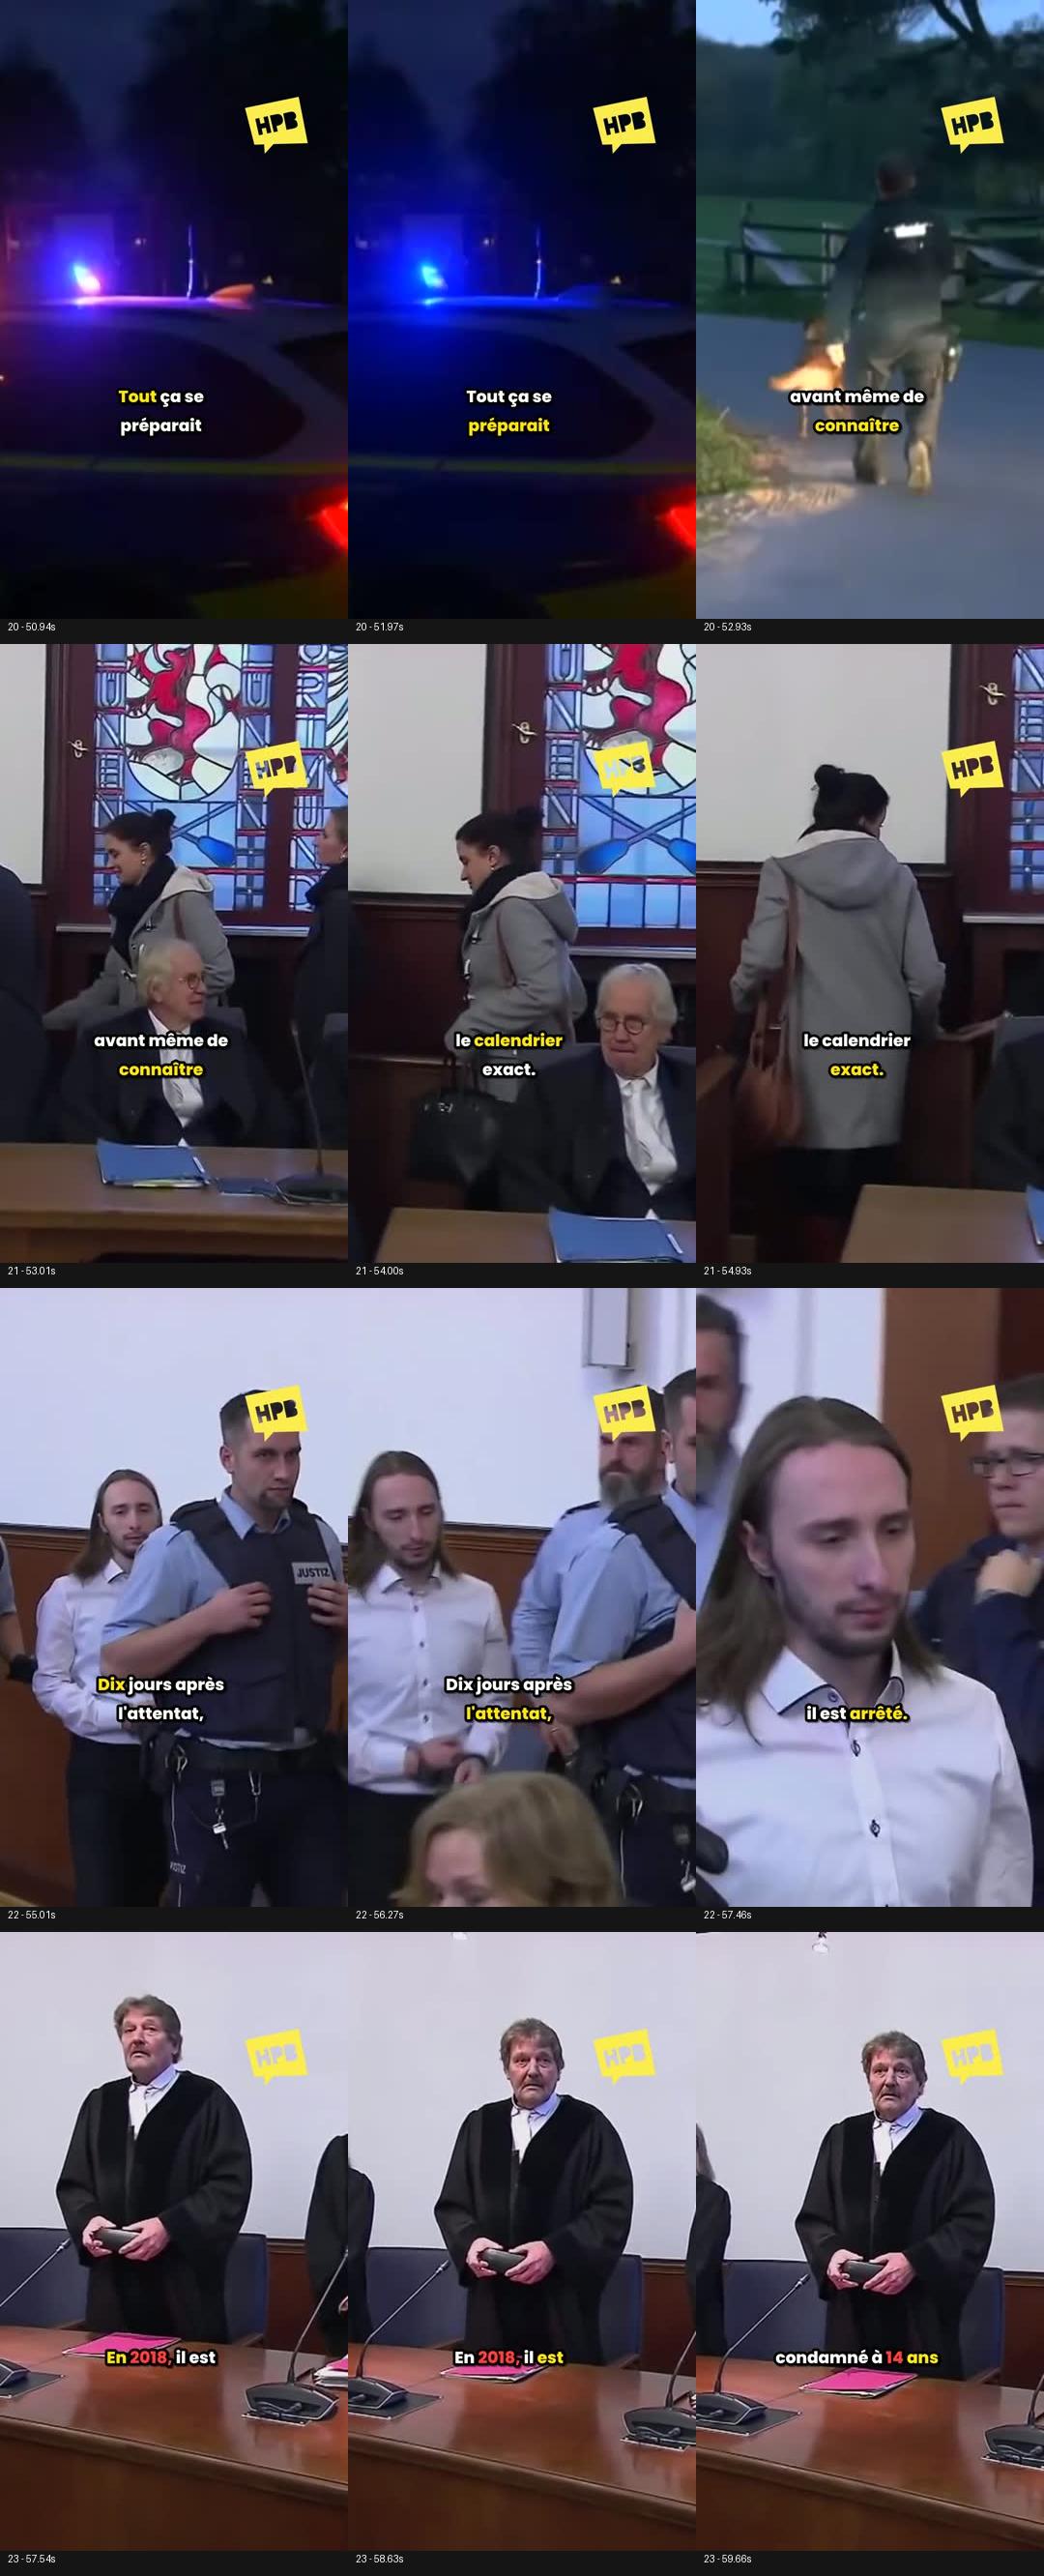 HPB
HPB
HPB
Tout ça se
préparait
Tout ça se
préparait
avant même de
connaître
20 - 50.94s
20 - 51.97s
20 - 52.93s
HPB
HPB
HPB
avant même de
connaître
le calendrier
exact.
le calendrier
exact.
21 - 53.01s
21 - 54.00s
21 - 54.93s
HPB
HPB
HPB
JUSTIZ
Dix jours après
l'attentat,
Dix jours après
l'attentat,
il est arrêté.
22 - 55.01s
22 - 56.27s
22 - 57.46s
HPB
HPB
HPB
En 2018, il est
En 2018, il est
condamné à 14 ans
23 - 57.54s
23 - 58.63s
23 - 59.66s